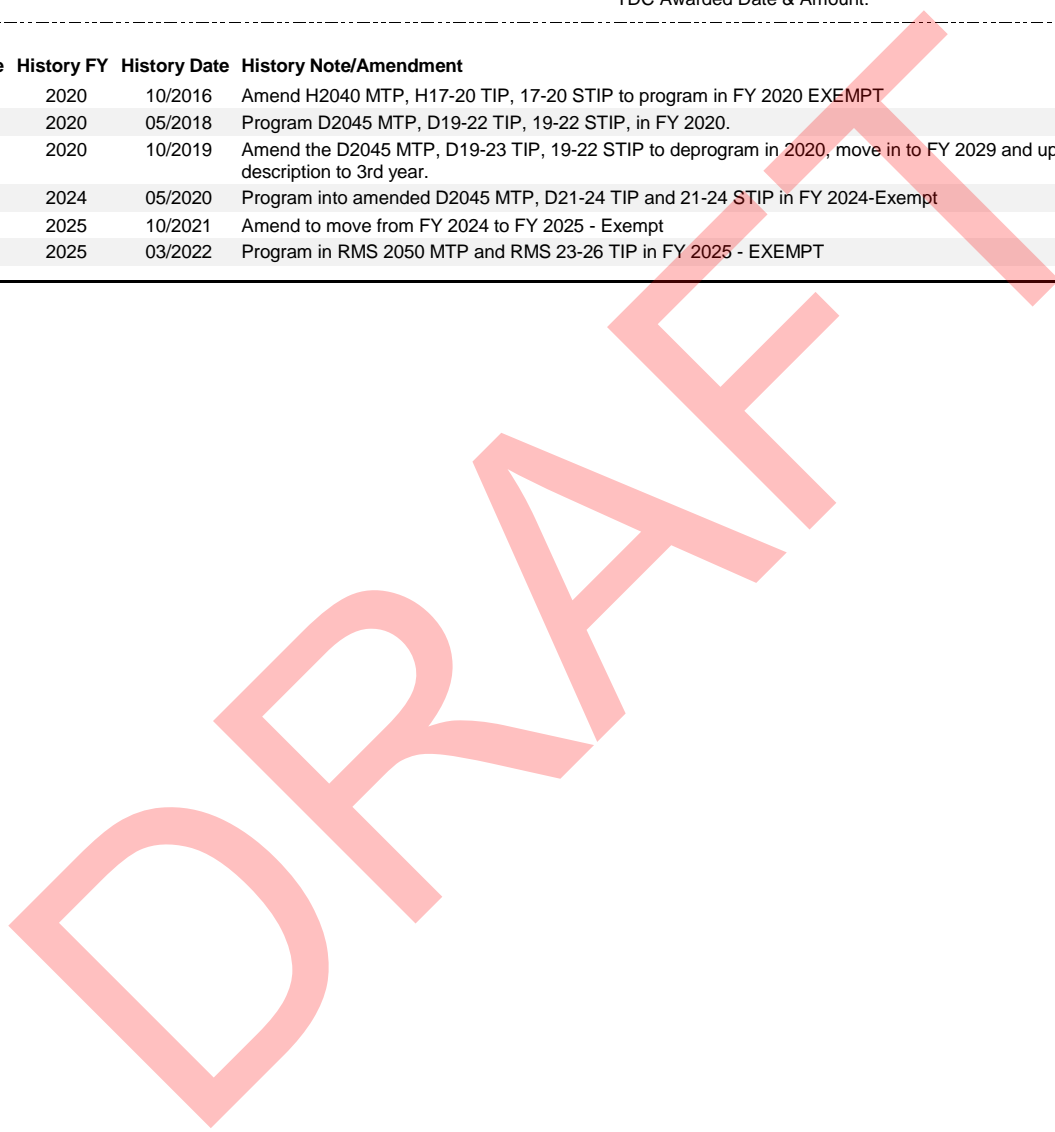 TDC Awarded Date & Amount:
e History FY History Date History Note/Amendment
2020 10/2016 Amend H2040 MTP, H17-20 TIP, 17-20 STIP to program in FY 2020 EXEMPT
2020 05/2018 Program D2045 MTP, D19-22 TIP, 19-22 STIP, in FY 2020.
2020 10/2019 Amend the D2045 MTP, D19-23 TIP, 19-22 STIP to deprogram in 2020, move in to FY 2029 and up
description to 3rd year.
2024 05/2020 Program into amended D2045 MTP, D21-24 TIP and 21-24 STIP in FY 2024-Exempt
2025 10/2021 Amend to move from FY 2024 to FY 2025 - Exempt
2025 03/2022 Program in RMS 2050 MTP and RMS 23-26 TIP in FY 2025 - EXEMPT
DRAFT